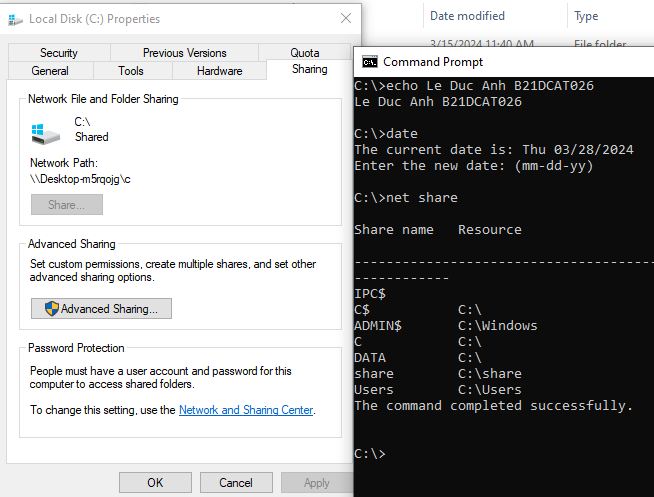 Local Disk (C:) Properties
Security
Previous Versions
Quota
General
Tools
Hardware
Sharing
Network File and Folder Sharing
C:\
Shared
Network Path:
\\Desktop-m5rqojg\c
Share...
Advanced Sharing
Set custom permissions, create multiple shares, and set other
advanced sharing options.
Advanced Sharing...
Password Protection
People must have a user account and password for this
computer to access shared folders.
To change this setting, use the Network and Sharing Center.
OK
Cancel
Apply
Date modified
Type
3/15/2024 11:40 AM
File folder
Command Prompt
C:\>echo Le Duc Anh B21DCAT026
Le Duc Anh B21DCAT026
C:\>date
The current date is: Thu 03/28/2024
Enter the new date: (mm-dd-yy)
C:\>net share
Share name   Resource
-------------------------------------
------------
IPC$
C$           C:\
ADMIN$       C:\Windows
C            C:\
DATA         C:\
share        C:\share
Users        C:\Users
The command completed successfully.
C:\>